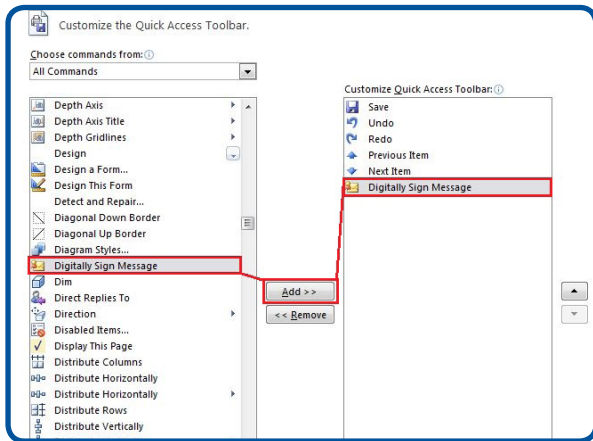 Customize the Quick Access Toolbar.
Choose commands from:
All Commands
Customize Quick Access Toolbar:
Depth Axis
Depth Axis Title
Depth Gridlines
Design
Design a Form...
Design This Form
Detect and Repair...
Diagonal Down Border
Diagonal Up Border
Diagram Styles...
Digitally Sign Message
Dim
Direct Replies To
Direction
Disabled Items...
Display This Page
Distribute Columns
Distribute Horizontally
Distribute Horizontally
Distribute Rows
Distribute Vertically
Add >>
<< Remove
Save
Undo
Redo
Previous Item
Next Item
Digitally Sign Message